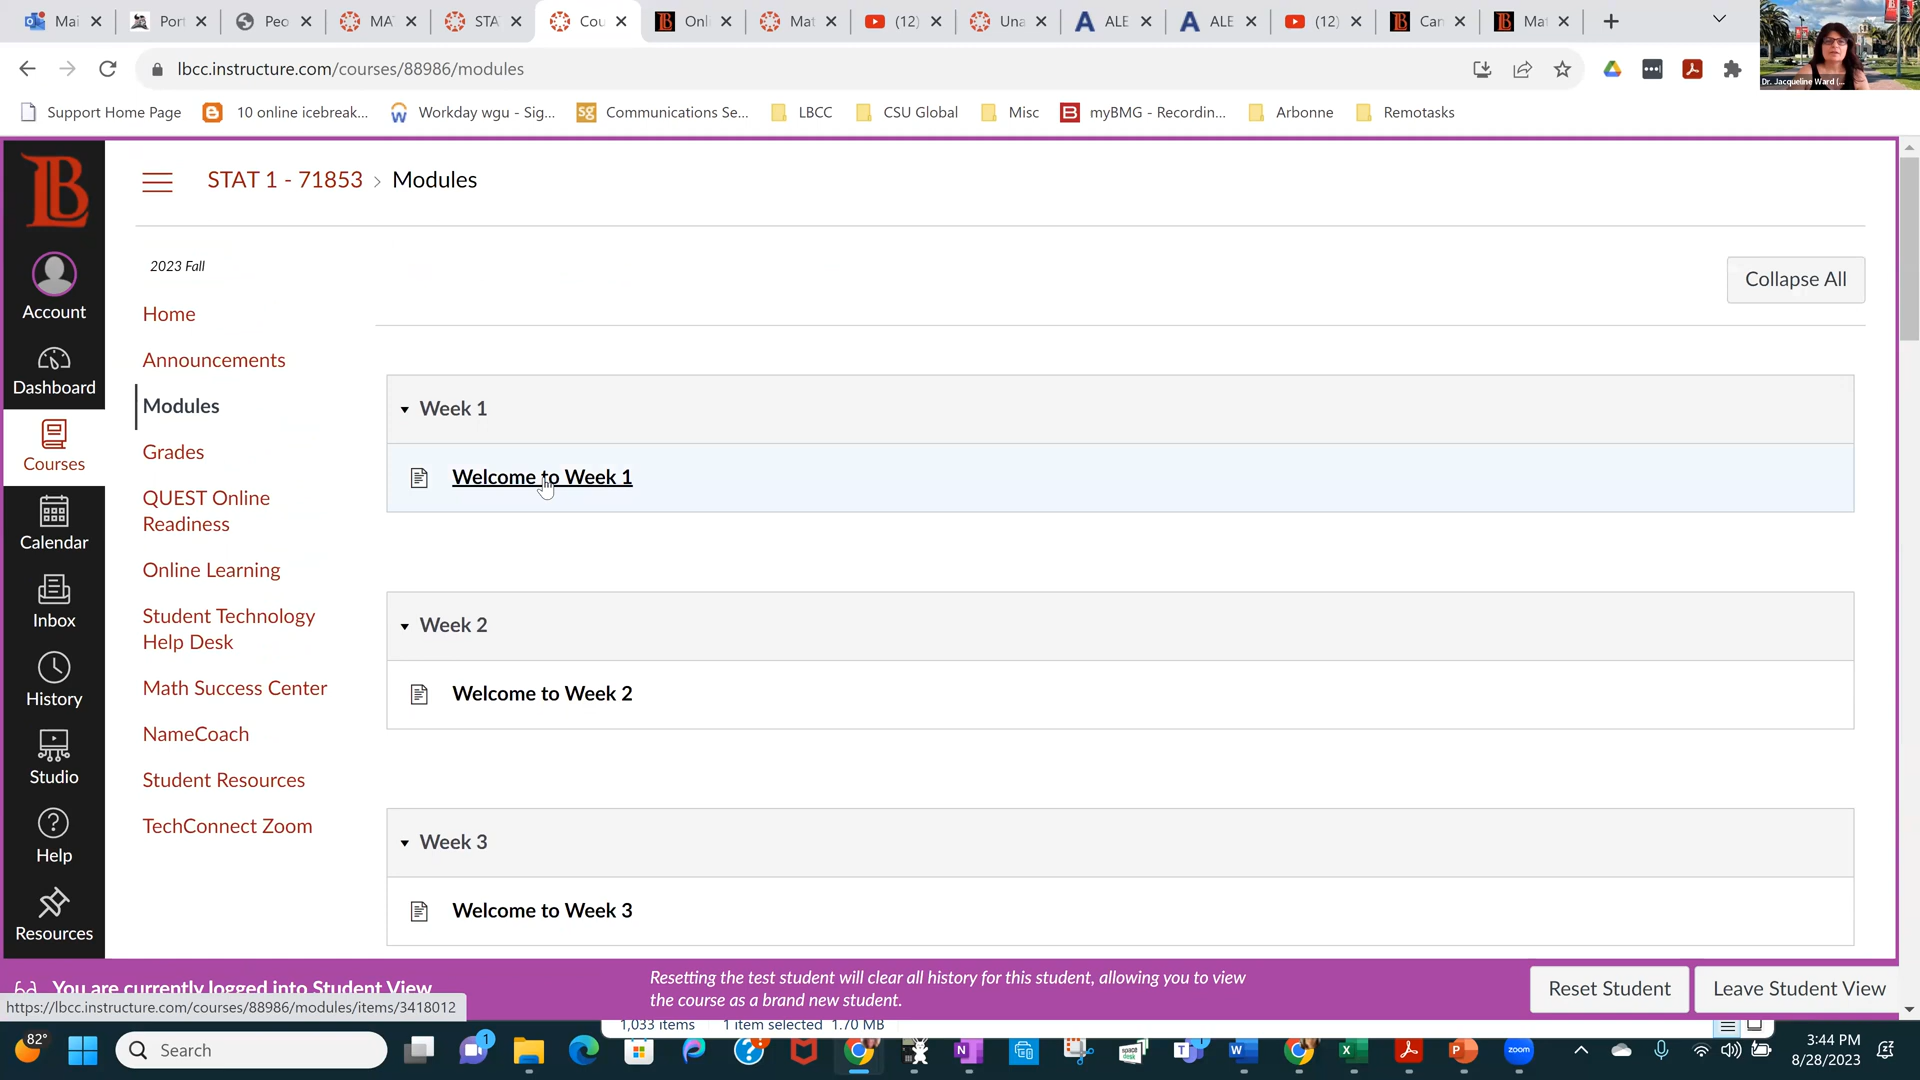 Mai
Port
Peo
MA
STA
Cou
Onli
Mat
(12)
Una
ALE
ALE
(12)
Can
Mat
lbcc.instructure.com/courses/88986/modules
Dr. Jacqueline Ward (...
Support Home Page
10 online icebreak...
Workday wgu - Sig...
Communications Se...
LBCC
CSU Global
Misc
myBMG - Recordin...
Arbonne
Remotasks
LB
STAT 1 - 71853 › Modules
2023 Fall
Collapse All
Account
Dashboard
Courses
Calendar
Inbox
History
Studio
Help
Resources
Home
Announcements
Modules
Grades
QUEST Online
Readiness
Online Learning
Student Technology
Help Desk
Math Success Center
NameCoach
Student Resources
TechConnect Zoom
Week 1
Welcome to Week 1
Week 2
Welcome to Week 2
Week 3
Welcome to Week 3
You are currently logged into Student View
Resetting the test student will clear all history for this student, allowing you to view
the course as a brand new student.
Reset Student
Leave Student View
https://lbcc.instructure.com/courses/88986/modules/items/3418012
1,033 items 1 item selected 1.70 MB
82°
Search
1
zoom
3:44 PM
8/28/2023